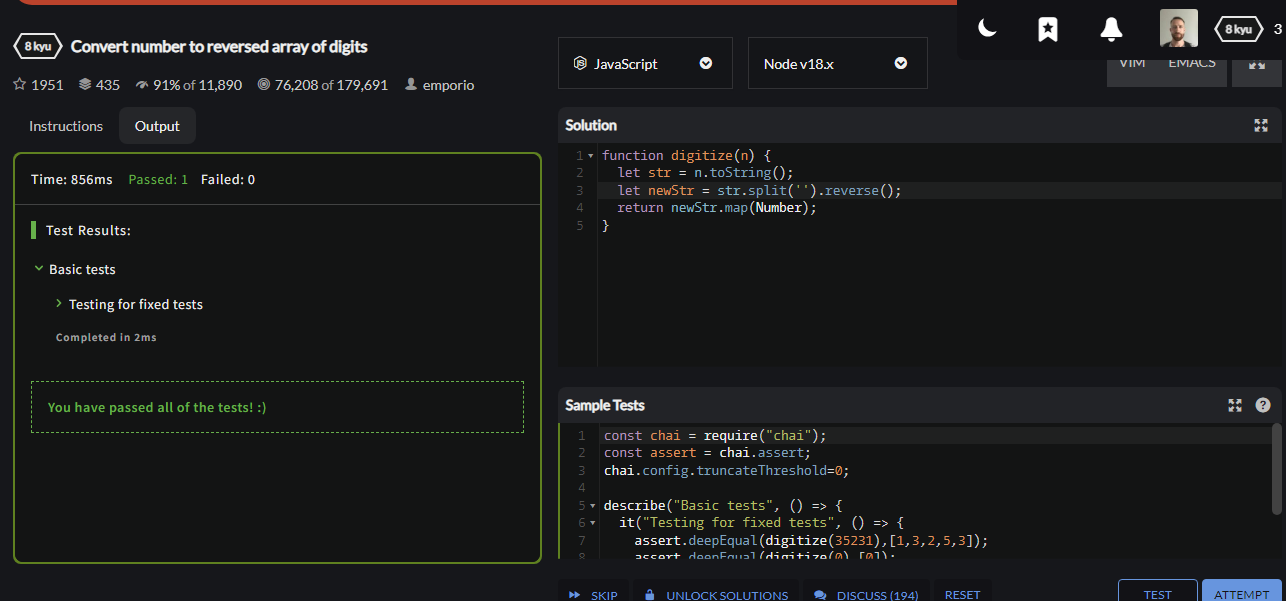 8 kyu Convert number to reversed array of digits
1951 435 91% of 11,890 76,208 of 179,691 emporio
Instructions Output
Time: 856ms Passed: 1 Failed: 0
Test Results:
Basic tests
Testing for fixed tests
Completed in 2ms
You have passed all of the tests! :)
8 kyu 3
JavaScript Node v18.x VIM EMACS
Solution
1 function digitize(n) {
2 let str = n.toString();
3 let newStr = str.split('').reverse();
4 return newStr.map(Number);
5 }
Sample Tests
1 const chai = require("chai");
2 const assert = chai.assert;
3 chai.config.truncateThreshold=0;
4
5 describe("Basic tests", () => {
6 it("Testing for fixed tests", () => {
7 assert.deepEqual(digitize(35231),[1,3,2,5,3]);
8 assert.deepEqual(digitize(0),[0]);
SKIP UNLOCK SOLUTIONS DISCUSS (194) RESET TEST ATTEMPT